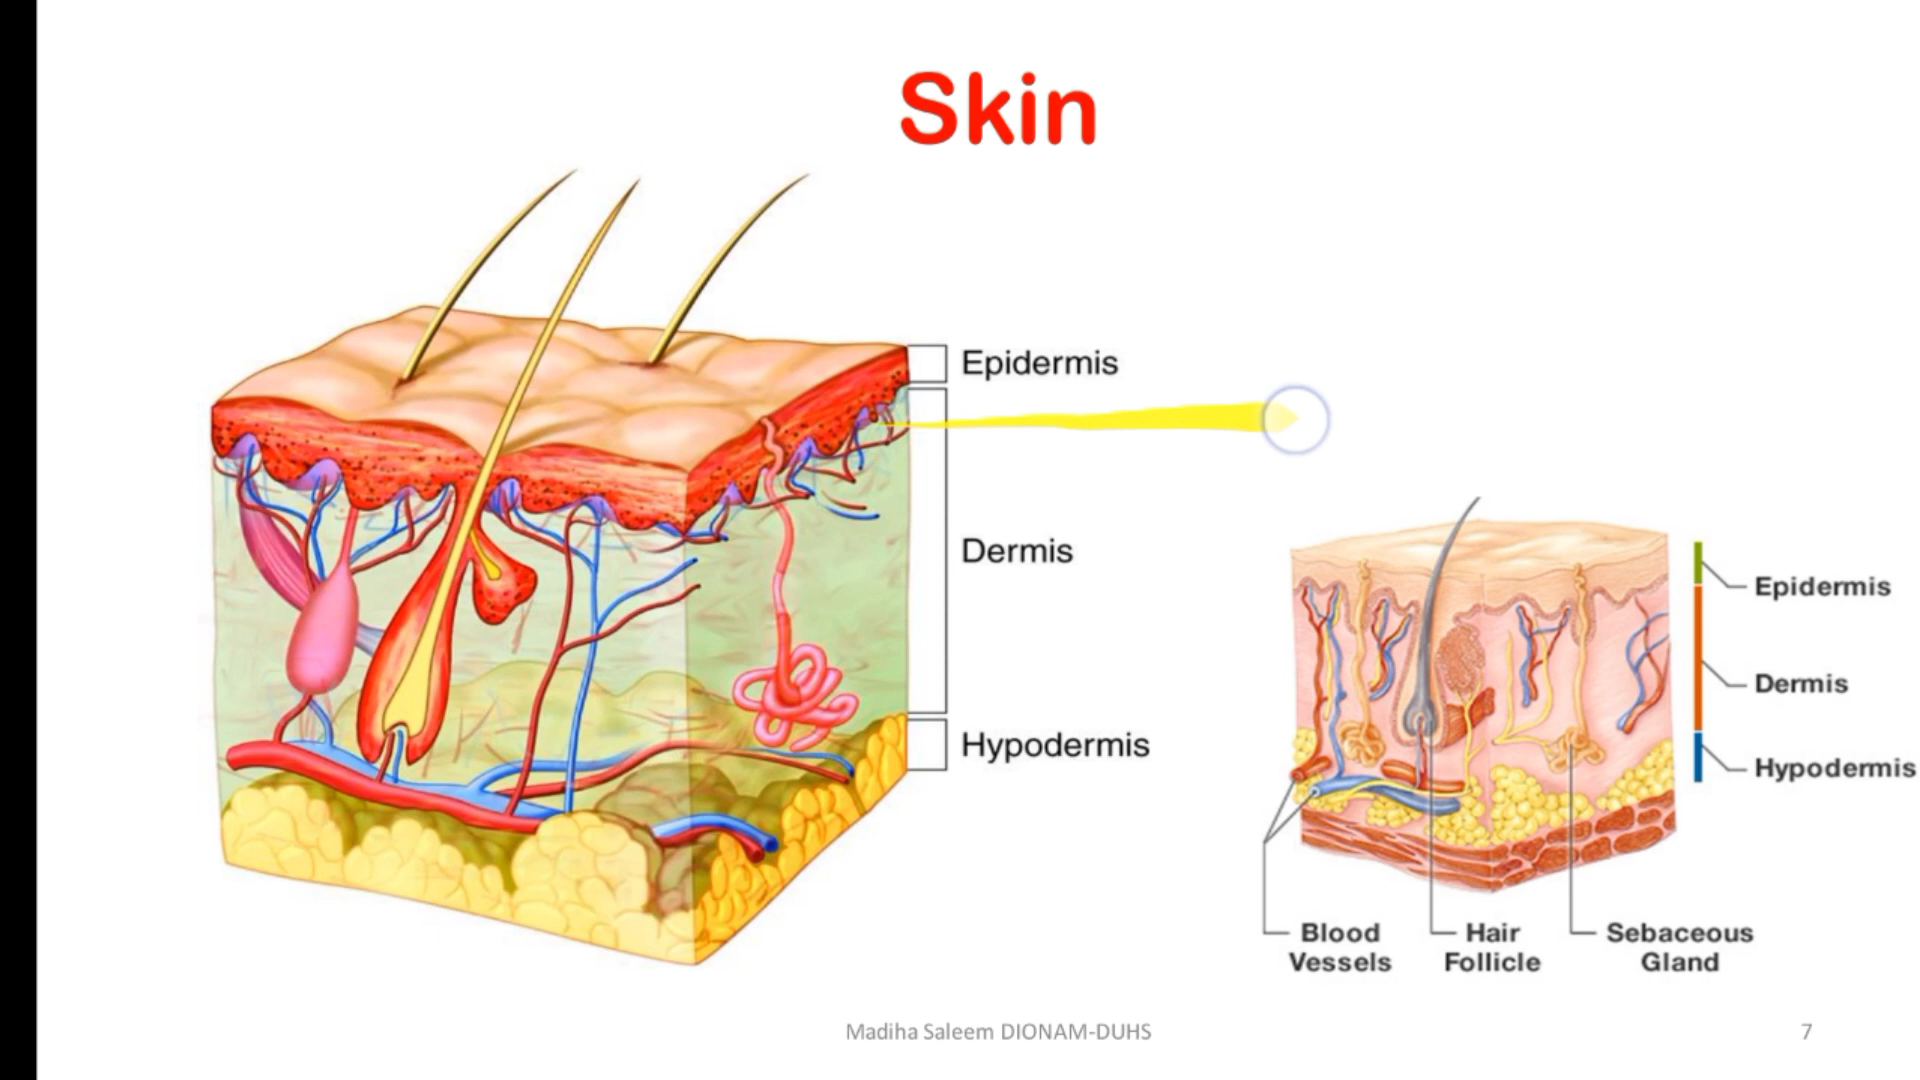 Skin
Epidermis
Dermis
Hypodermis
Epidermis
Dermis
Hypodermis
Blood
Vessels
Hair
Follicle
Sebaceous
Gland
Madiha Saleem DIONAM-DUHS
7